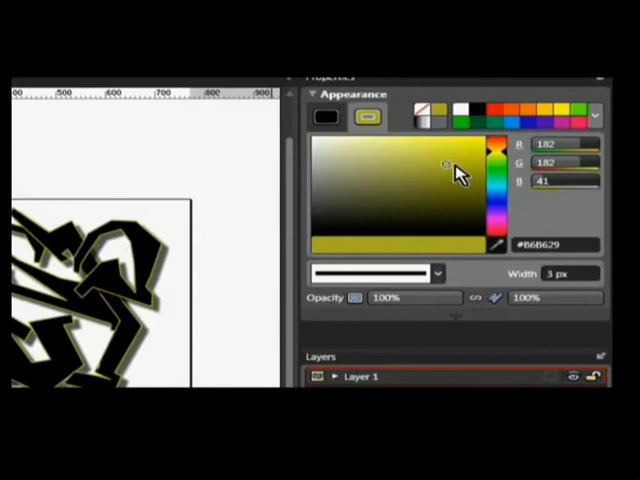 Properties
Appearance
500 600 700 800 900
R 182
G 182
B 41
#B6B629
Width 3 px
Opacity 100% 100%
Layers
Layer 1